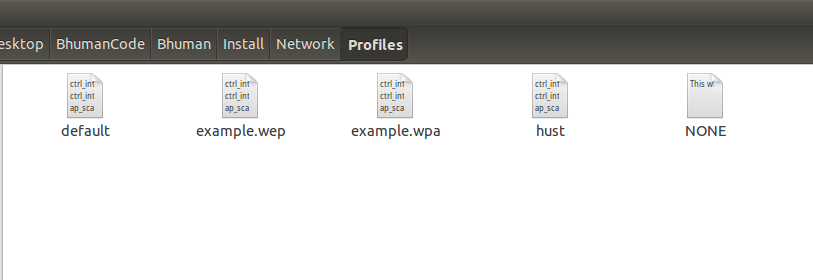 esktop BhumanCode Bhuman Install Network Profiles
ctrl_int ctrl_int ctrl_int ctrl_int This w
ctrl_int ctrl_int ctrl_int ctrl_int
ap_sca ap_sca ap_sca ap_sca
default example.wep example.wpa hust NONE